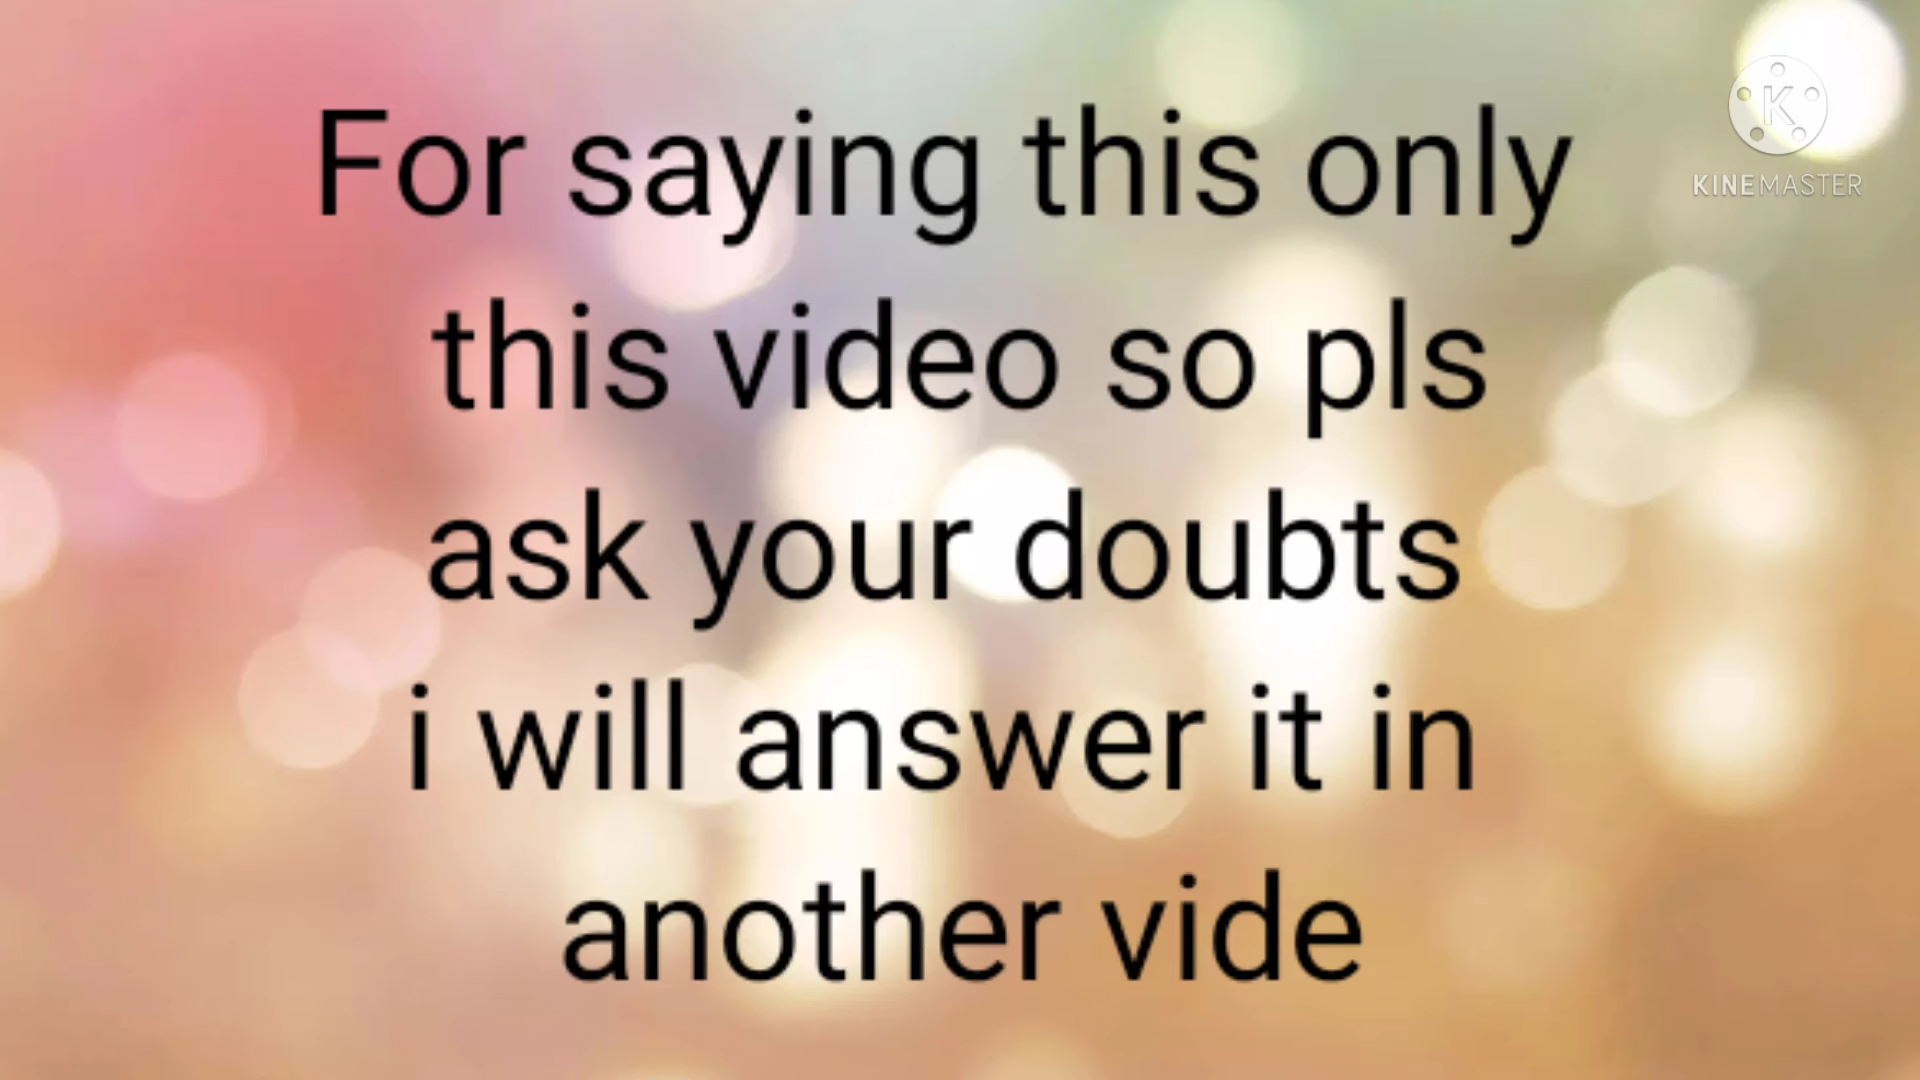 For saying this only
this video so pls
ask your doubts
i will answer it in
another vide
K
KINEMASTER